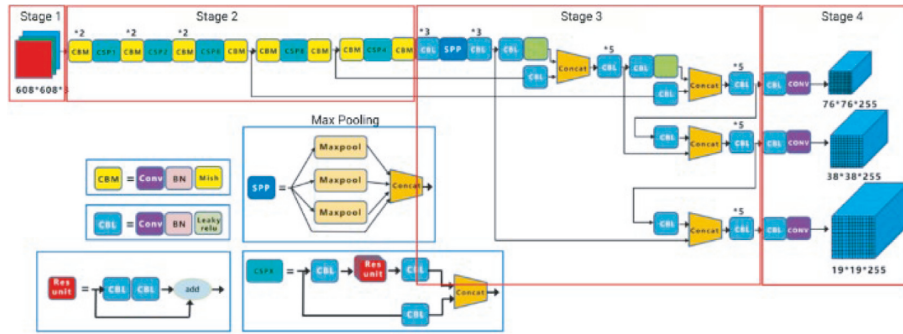 Stage 1
Stage 2
Stage 3
Stage 4
*2 *2 *2 *3 *3
CBM CSP1 CBM CSP2 CBM CSP8 CBM CBM CSP8 CBM CBM CSP4 CBM CBL SPP CBL CBL
608*608*3
CBL Concat *5 CBL CBL
CBL Concat *5 CBL CBL CONV
76*76*255
CBL Concat *5 CBL CBL CONV
38*38*255
CBL Concat *5 CBL CBL CONV
19*19*255
Max Pooling
SPP = Maxpool
Maxpool
Maxpool
Concat
CBM = Conv BN Mish
CBL = Conv BN Leaky
relu
Res
unit = CBL CBL add
= CBL Res
unit CBL
CBL
Concat